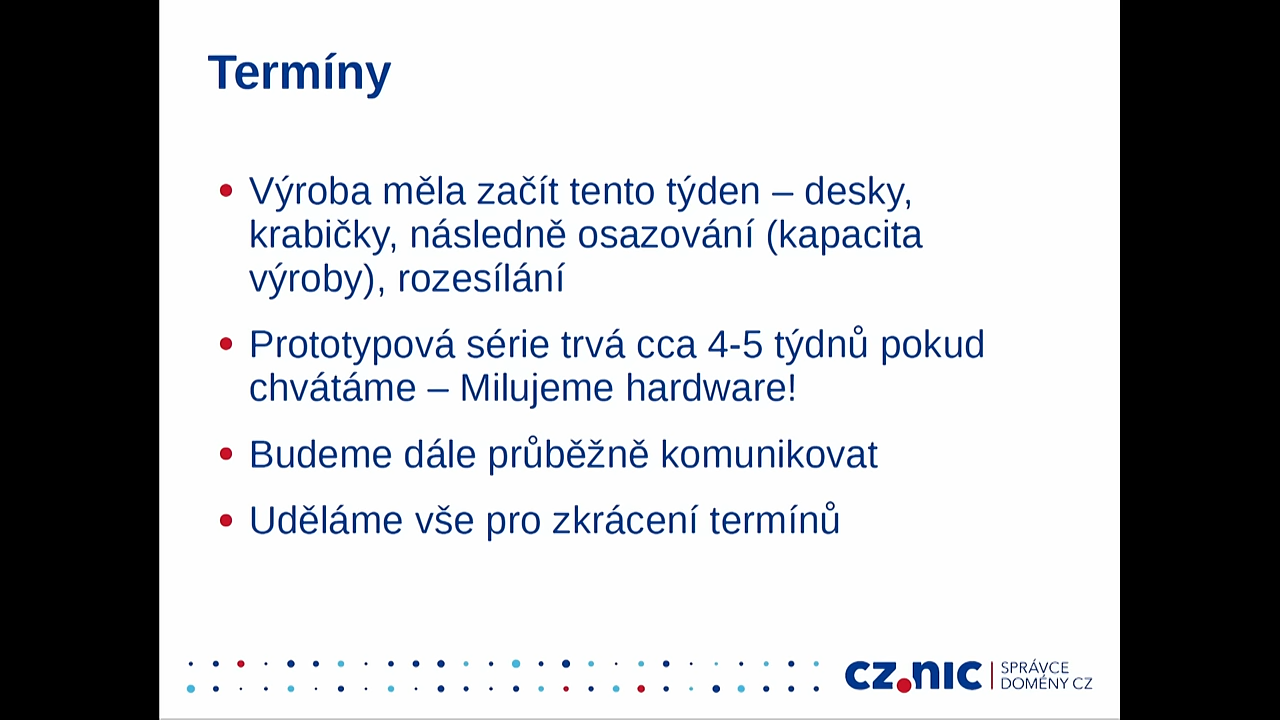 Termíny
Výroba měla začít tento týden – desky,
krabičky, následně osazování (kapacita
výroby), rozesílání
Prototypová série trvá cca 4-5 týdnů pokud
chvátáme – Milujeme hardware!
Budeme dále průběžně komunikovat
Uděláme vše pro zkrácení termínů
CZ.NIC
SPRÁVCE
DOMÉNY CZ